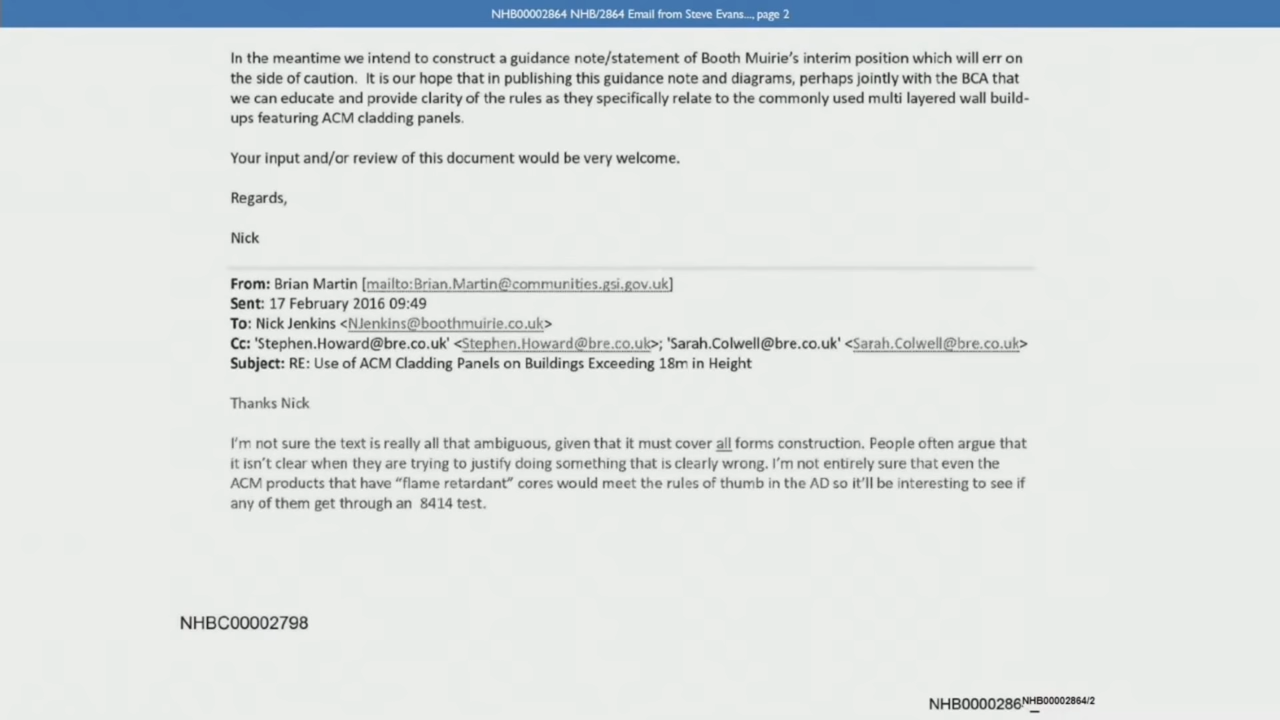 NHB00002864 NHB/2864 Email from Steve Evans..., page 2
In the meantime we intend to construct a guidance note/statement of Booth Muirie's interim position which will err on
the side of caution. It is our hope that in publishing this guidance note and diagrams, perhaps jointly with the BCA that
we can educate and provide clarity of the rules as they specifically relate to the commonly used multi layered wall build-
ups featuring ACM cladding panels.
Your input and/or review of this document would be very welcome.
Regards,
Nick
From: Brian Martin [mailto:Brian.Martin@communities.gsi.gov.uk]
Sent: 17 February 2016 09:49
To: Nick Jenkins <NJenkins@boothmuirie.co.uk>
Cc: 'Stephen.Howard@bre.co.uk' <Stephen.Howard@bre.co.uk>; 'Sarah.Colwell@bre.co.uk' <Sarah.Colwell@bre.co.uk>
Subject: RE: Use of ACM Cladding Panels on Buildings Exceeding 18m in Height
Thanks Nick
I'm not sure the text is really all that ambiguous, given that it must cover all forms construction. People often argue that
it isn't clear when they are trying to justify doing something that is clearly wrong. I'm not entirely sure that even the
ACM products that have "flame retardant" cores would meet the rules of thumb in the AD so it'll be interesting to see if
any of them get through an 8414 test.
NHBC00002798
NHB0000286 NHB00002864/2